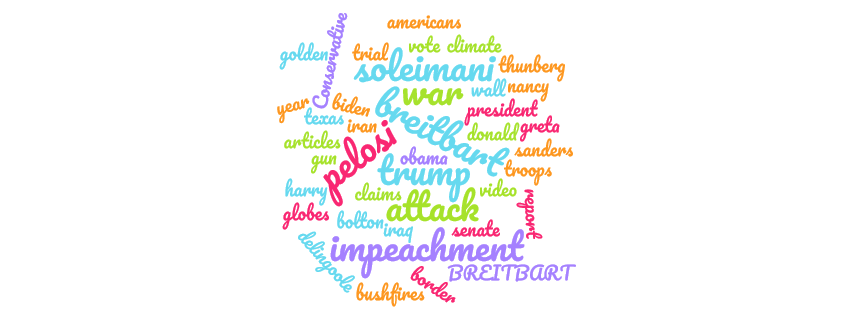 americans
Conservative
golden
trial
vote
climate
soleimani
thunberg
war
wall
nancy
year
biden
breitbart
president
texas
iran
donald
greta
articles
pelosi
gun
obama
sanders
trump
troops
harry
claims
video
attack
report
globes
bolton
iraq
senate
impeachment
delingpole
border
BREITBART
bushfires